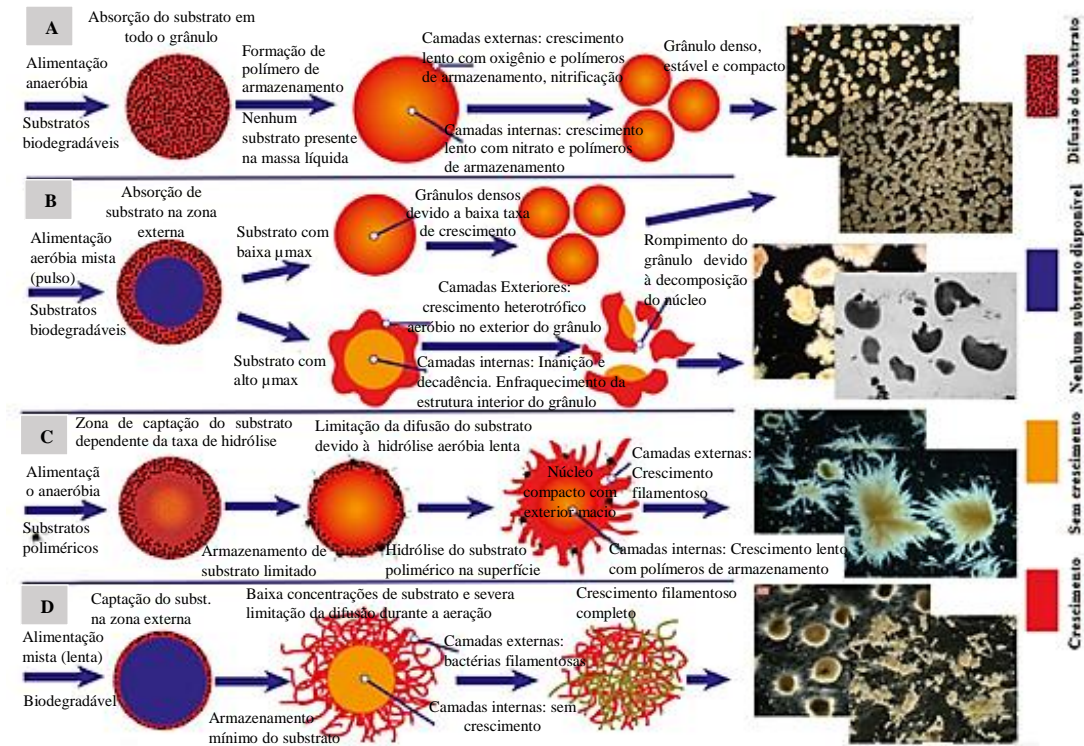 A
Absorção do substrato em
todo o grânulo
Alimentação
anaeróbia
Substratos
biodegradáveis
Formação de
polímero de
armazenamento
Nenhum
substrato presente
na massa líquida
Camadas externas: crescimento
lento com oxigênio e polímeros
de armazenamento, nitrificação
Camadas internas: crescimento
lento com nitrato e polímeros
de armazenamento
Grânulo denso,
estável e compacto
B
Absorção de
substrato na zona
externa
Alimentação
aeróbia mista
(pulso)
Substratos
biodegradáveis
Substrato com
baixa µmax
Substrato com
alto µmax
Grânulos densos
devido a baixa taxa
de crescimento
Camadas Exteriores:
crescimento heterotrófico
aeróbio no exterior do grânulo
Camadas internas: Inanição e
decadência. Enfraquecimento da
estrutura interior do grânulo
Rompimento do
grânulo devido
à decomposição
do núcleo
C
Zona de captação do substrato
dependente da taxa de hidrólise
Alimentaçã
o anaeróbia
Substratos
poliméricos
Armazenamento de
substrato limitado
Limitação da difusão do substrato
devido à hidrólise aeróbia lenta
Hidrólise do substrato
polimérico na superfície
Núcleo
compacto com
exterior macio
Camadas externas:
Crescimento
filamentoso
Camadas internas: Crescimento lento
com polímeros de armazenamento
D
Captação do subst.
na zona externa
Alimentação
mista (lenta)
Biodegradável
Armazenamento
mínimo do substrato
Baixa concentrações de substrato e severa
limitação da difusão durante a aeração
Camadas externas:
bactérias filamentosas
Camadas internas: sem
crescimento
Crescimento filamentoso
completo
Difusão do substrato
Nenhum substrato disponível
Sem crescimento
Crescimento